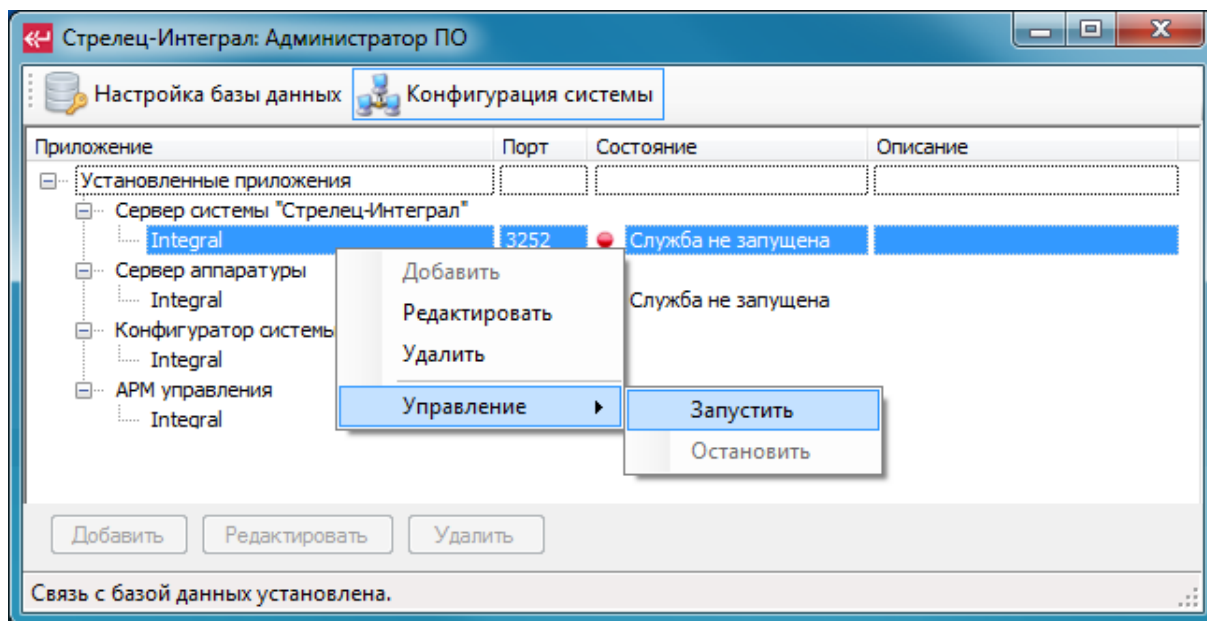 Стрелец-Интеграл: Администратор ПО
Настройка базы данных Конфигурация системы
Приложение Порт Состояние Описание
Установленные приложения
Сервер системы "Стрелец-Интеграл"
Integral 3252 Служба не запущена
Сервер аппаратуры Добавить
Integral Служба не запущена
Редактировать
Конфигуратор системы
Integral Удалить
АРМ управления Управление Запустить
Integral
Остановить
Добавить Редактировать Удалить
Связь с базой данных установлена.